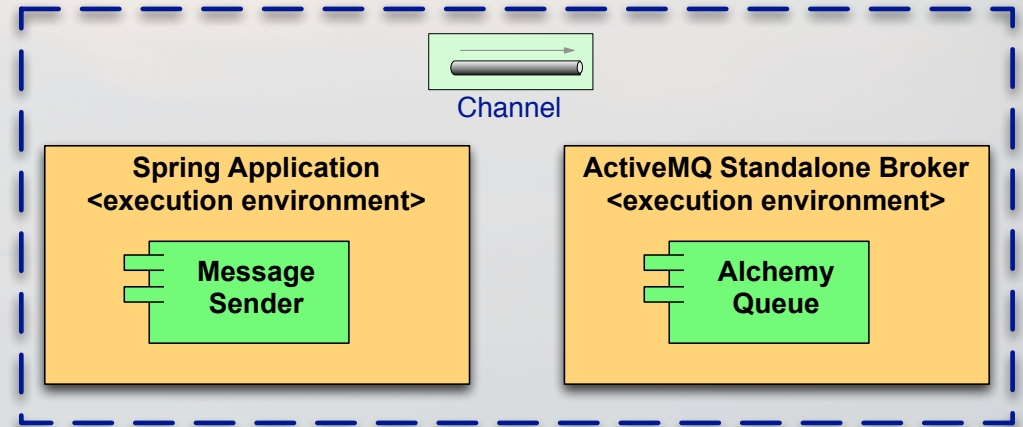 Channel
Spring Application
<execution environment>
Message
Sender
ActiveMQ Standalone Broker
<execution environment>
Alchemy
Queue